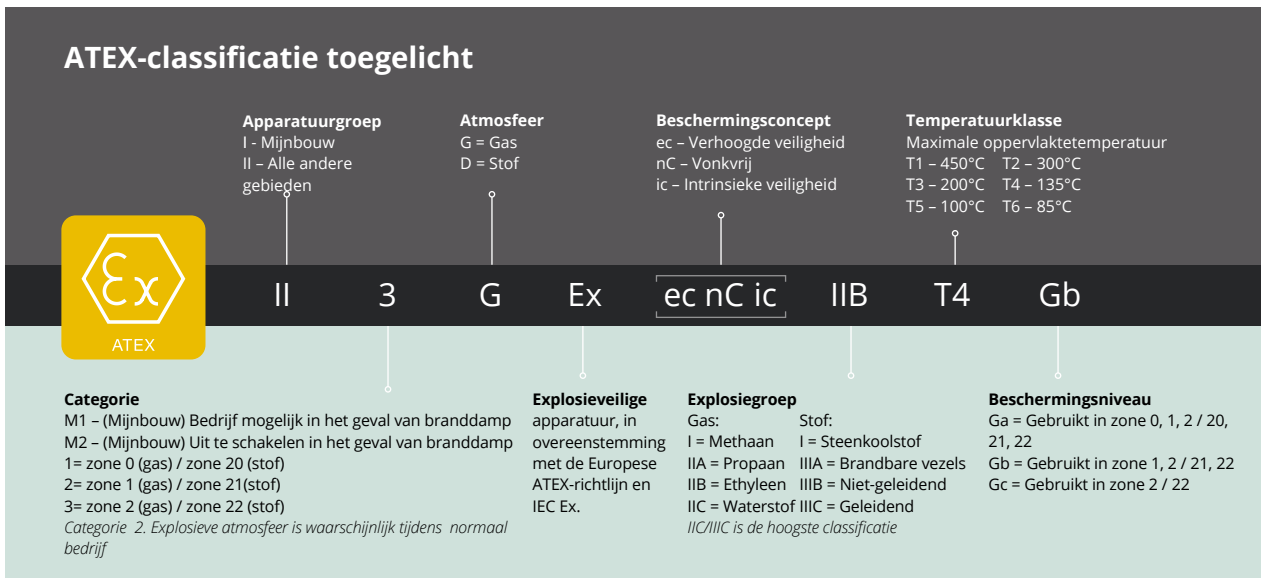 ATEX-classificatie toegelicht
Apparatuurgroep
I - Mijnbouw
II – Alle andere
gebieden
Atmosfeer
G = Gas
D = Stof
Beschermingsconcept
ec – Verhoogde veiligheid
nC – Vonkvrij
ic – Intrinsieke veiligheid
Temperatuurklasse
Maximale oppervlaktetemperatuur
T1 – 450°C T2 – 300°C
T3 – 200°C T4 – 135°C
T5 – 100°C T6 – 85°C
Ex
ATEX
II 3 G Ex ec nC ic IIB T4 Gb
Categorie
M1 – (Mijnbouw) Bedrijf mogelijk in het geval van branddamp
M2 – (Mijnbouw) Uit te schakelen in het geval van branddamp
1= zone 0 (gas) / zone 20 (stof)
2= zone 1 (gas) / zone 21(stof)
3= zone 2 (gas) / zone 22 (stof)
Categorie 2. Explosieve atmosfeer is waarschijnlijk tijdens normaal
bedrijf
Explosieveilige
apparatuur, in
overeenstemming
met de Europese
ATEX-richtlijn en
IEC Ex.
Explosiegroep
Gas: Stof:
I = Methaan I = Steenkoolstof
IIA = Propaan IIIA = Brandbare vezels
IIB = Ethyleen IIIB = Niet-geleidend
IIC = Waterstof IIIC = Geleidend
IIC/IIIC is de hoogste classificatie
Beschermingsniveau
Ga = Gebruikt in zone 0, 1, 2 / 20,
21, 22
Gb = Gebruikt in zone 1, 2 / 21, 22
Gc = Gebruikt in zone 2 / 22